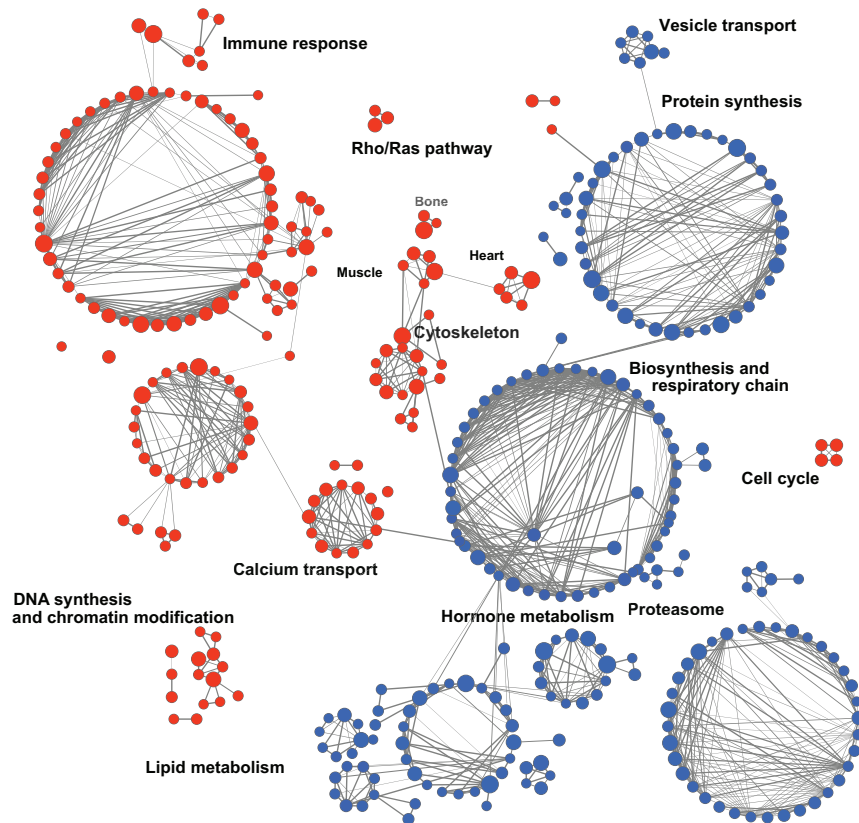 Vesicle transport
Immune response
Protein synthesis
Rho/Ras pathway
Bone
Heart
Muscle
Cytoskeleton
Biosynthesis and
respiratory chain
Cell cycle
Calcium transport
DNA synthesis
and chromatin modification
Hormone metabolism
Proteasome
Lipid metabolism